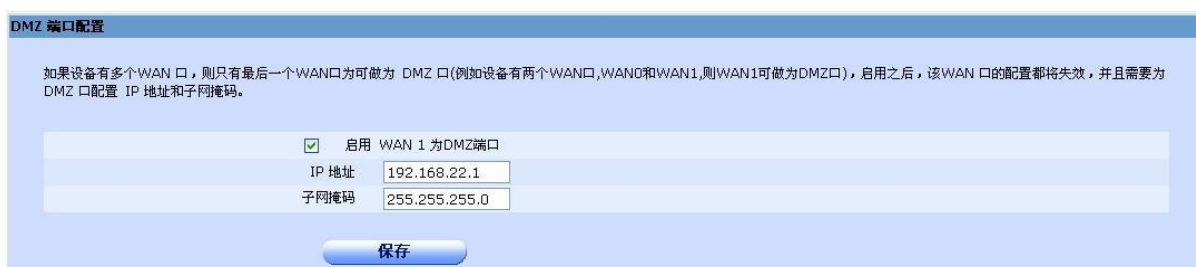 DMZ 端口配置
如果设备有多个WAN 口，则只有最后一个WAN口为可做为 DMZ 口(例如设备有两个WAN口,WAN0和WAN1,则WAN1可做为DMZ口)，启用之后，该WAN 口的配置都将失效，并且需要为
DMZ 口配置 IP 地址和子网掩码。
启用 WAN 1 为DMZ端口
IP 地址 192.168.22.1
子网掩码 255.255.255.0
保存